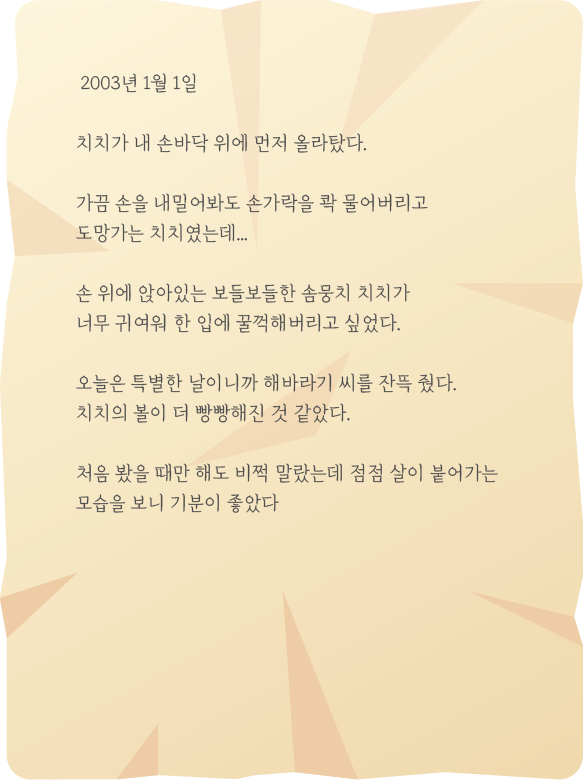 2003년 1월 1일
치치가 내 손바닥 위에 먼저 올라탔다.
가끔 손을 내밀어봐도 손가락을 콱 물어버리고
도망가는 치치였는데...
손 위에 앉아있는 보들보들한 솜뭉치 치치가
너무 귀여워 한 입에 꿀꺽해버리고 싶었다.
오늘은 특별한 날이니까 해바라기 씨를 잔뜩 줬다.
치치의 볼이 더 빵빵해진 것 같았다.
처음 봤을 때만 해도 비쩍 말랐는데 점점 살이 붙어가는
모습을 보니 기분이 좋았다